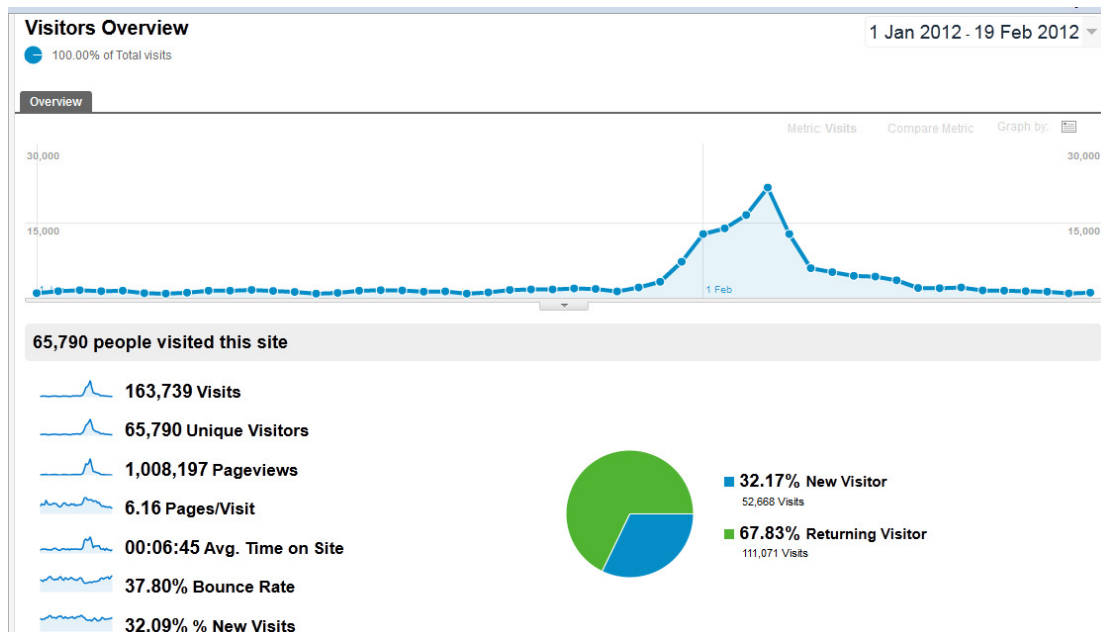 Visitors Overview
1 Jan 2012 - 19 Feb 2012
100.00% of Total visits
Overview
Metric: Visits Compare Metric Graph by:
30,000 30,000
15,000 15,000
1 Feb
65,790 people visited this site
163,739 Visits
65,790 Unique Visitors
1,008,197 Pageviews
6.16 Pages/Visit
00:06:45 Avg. Time on Site
37.80% Bounce Rate
32.09% % New Visits
32.17% New Visitor
52,668 Visits
67.83% Returning Visitor
111,071 Visits